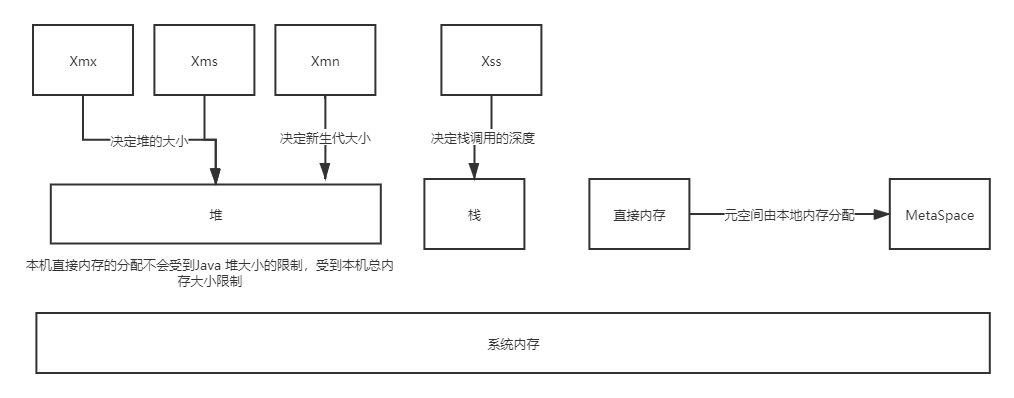 Xmx
Xms
Xmn
Xss
决定堆的大小
决定新生代大小
决定栈调用的深度
堆
栈
直接内存
元空间由本地内存分配
MetaSpace
本机直接内存的分配不会受到Java 堆大小的限制，受到本机总内
存大小限制
系统内存